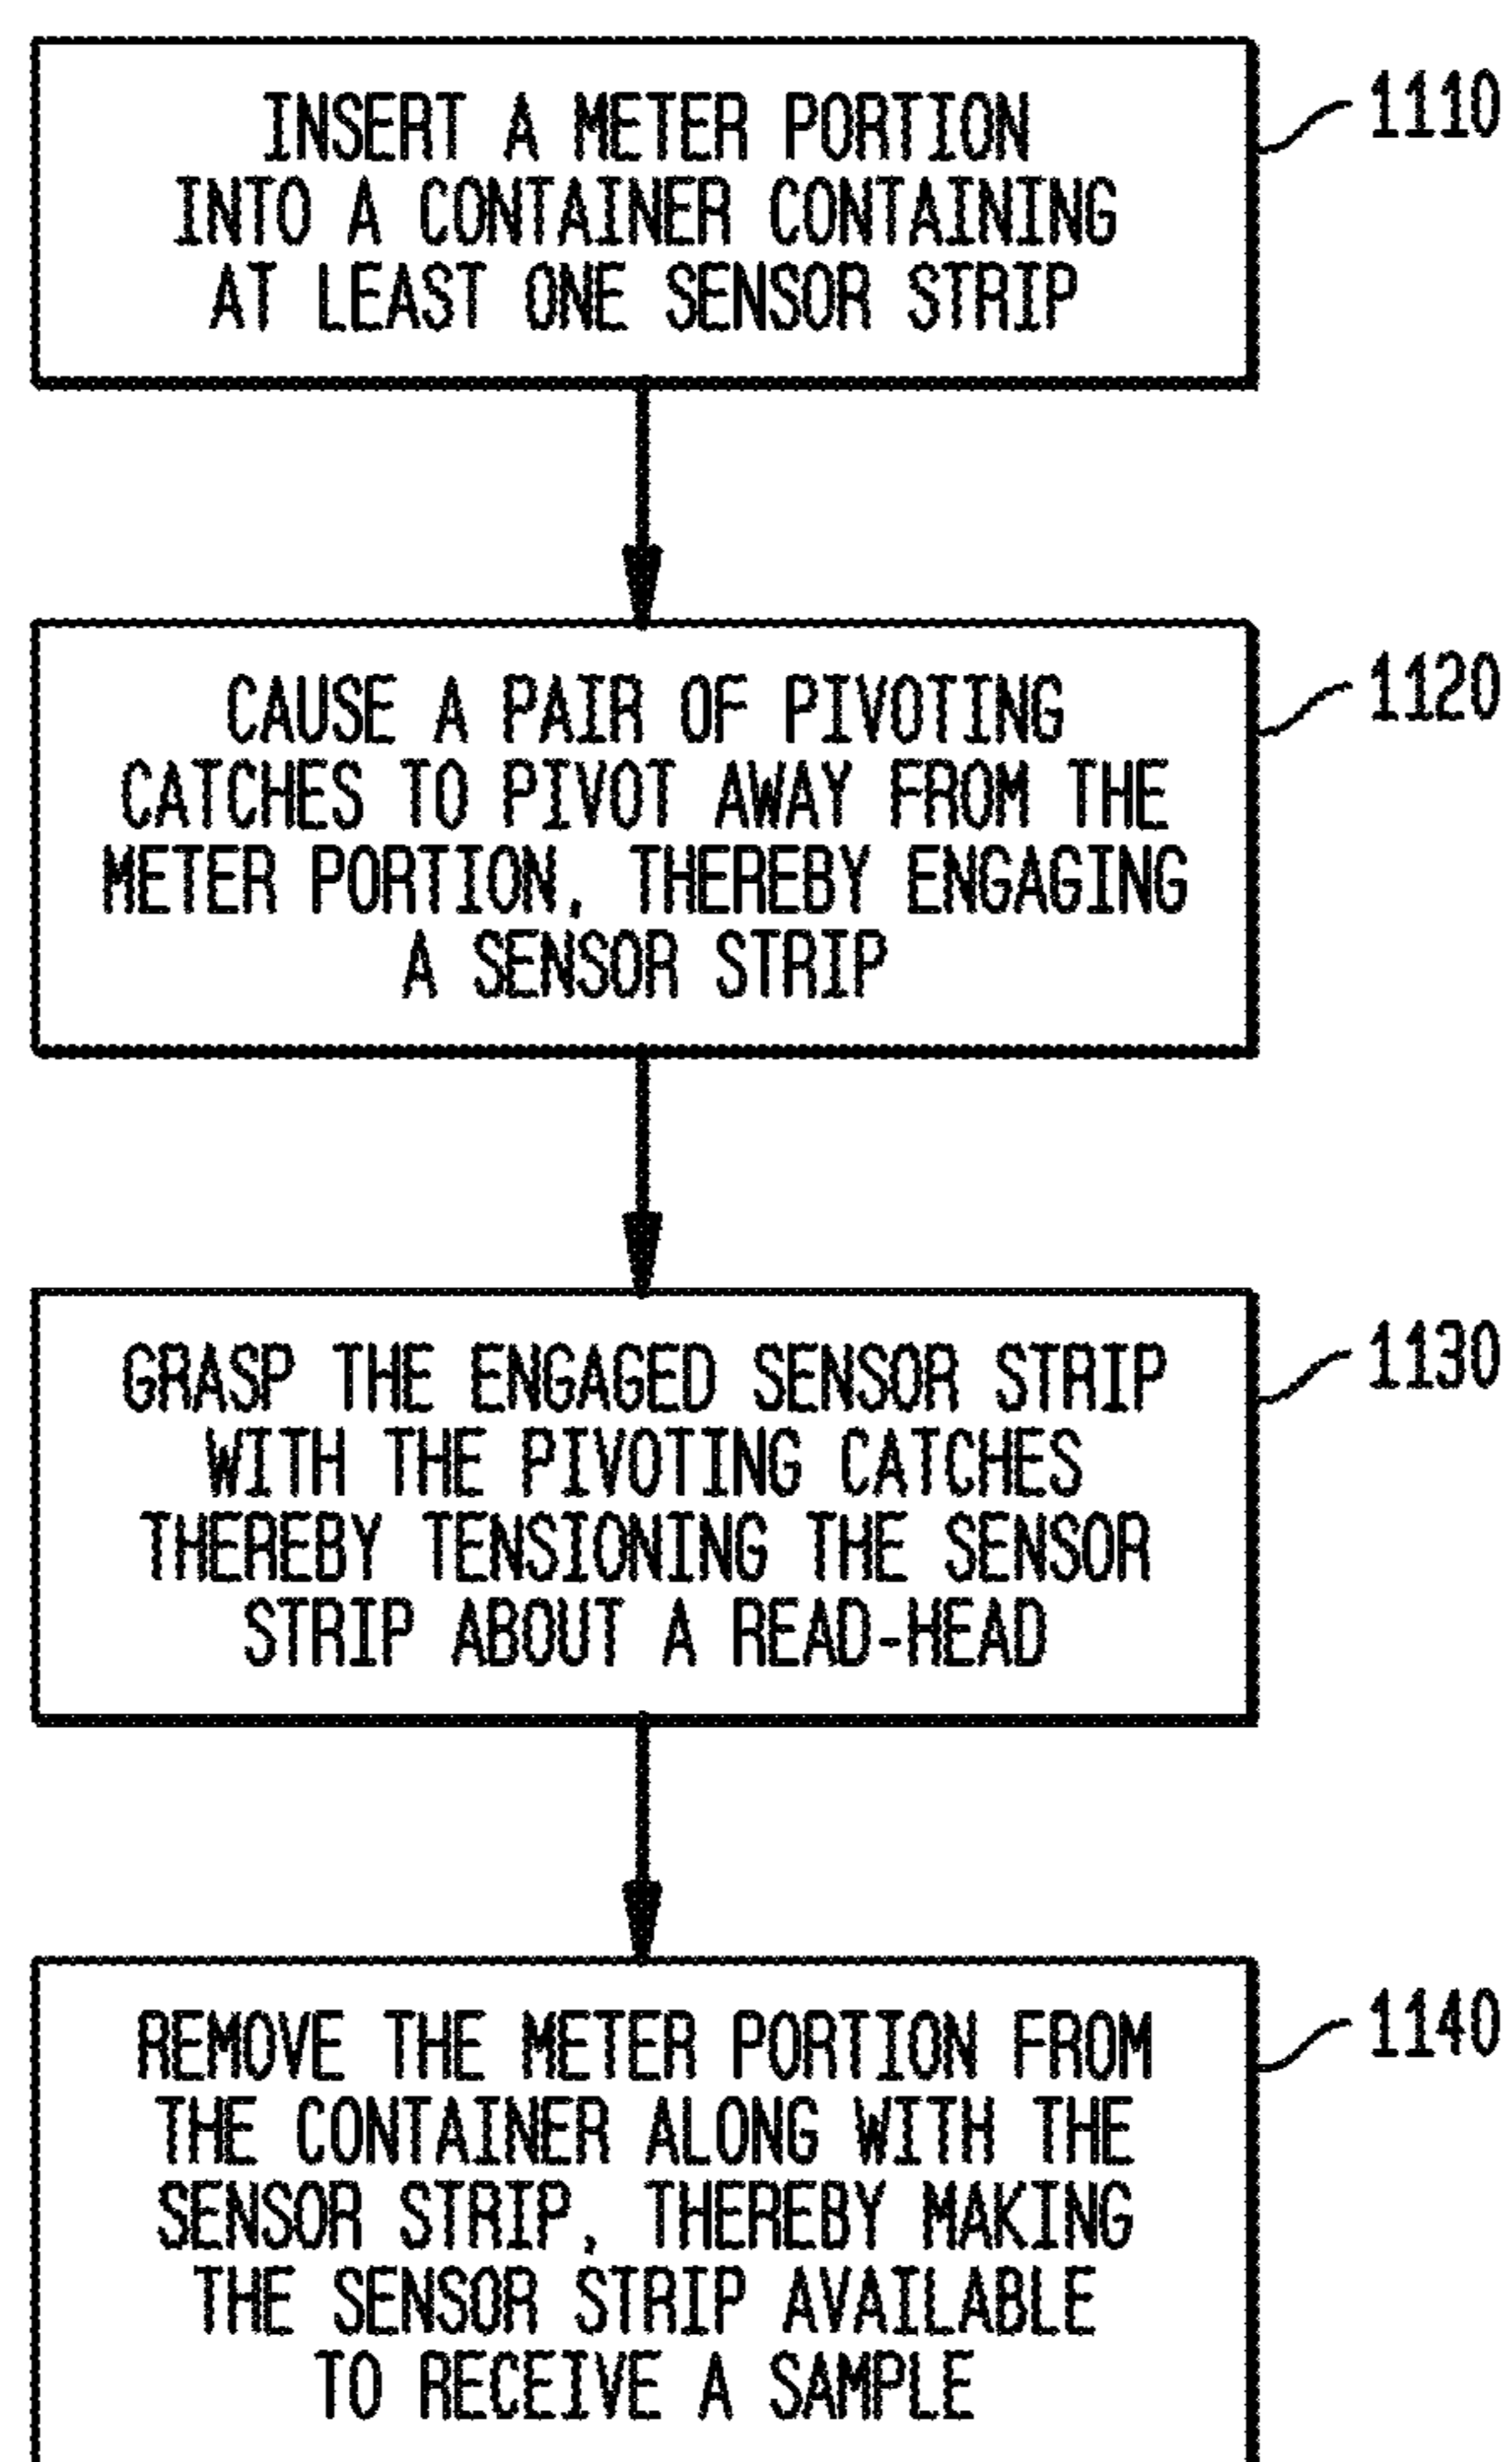 INSERT A METER PORTION
INTO A CONTAINER CONTAINING
AT LEAST ONE SENSOR STRIP
1110
CAUSE A PAIR OF PIVOTING
CATCHES TO PIVOT AWAY FROM THE
METER PORTION, THEREBY ENGAGING
A SENSOR STRIP
1120
GRASP THE ENGAGED SENSOR STRIP
WITH THE PIVOTING CATCHES
THEREBY TENSIONING THE SENSOR
STRIP ABOUT A READ-HEAD
1130
REMOVE THE METER PORTION FROM
THE CONTAINER ALONG WITH THE
SENSOR STRIP, THEREBY MAKING
THE SENSOR STRIP AVAILABLE
TO RECEIVE A SAMPLE
1140